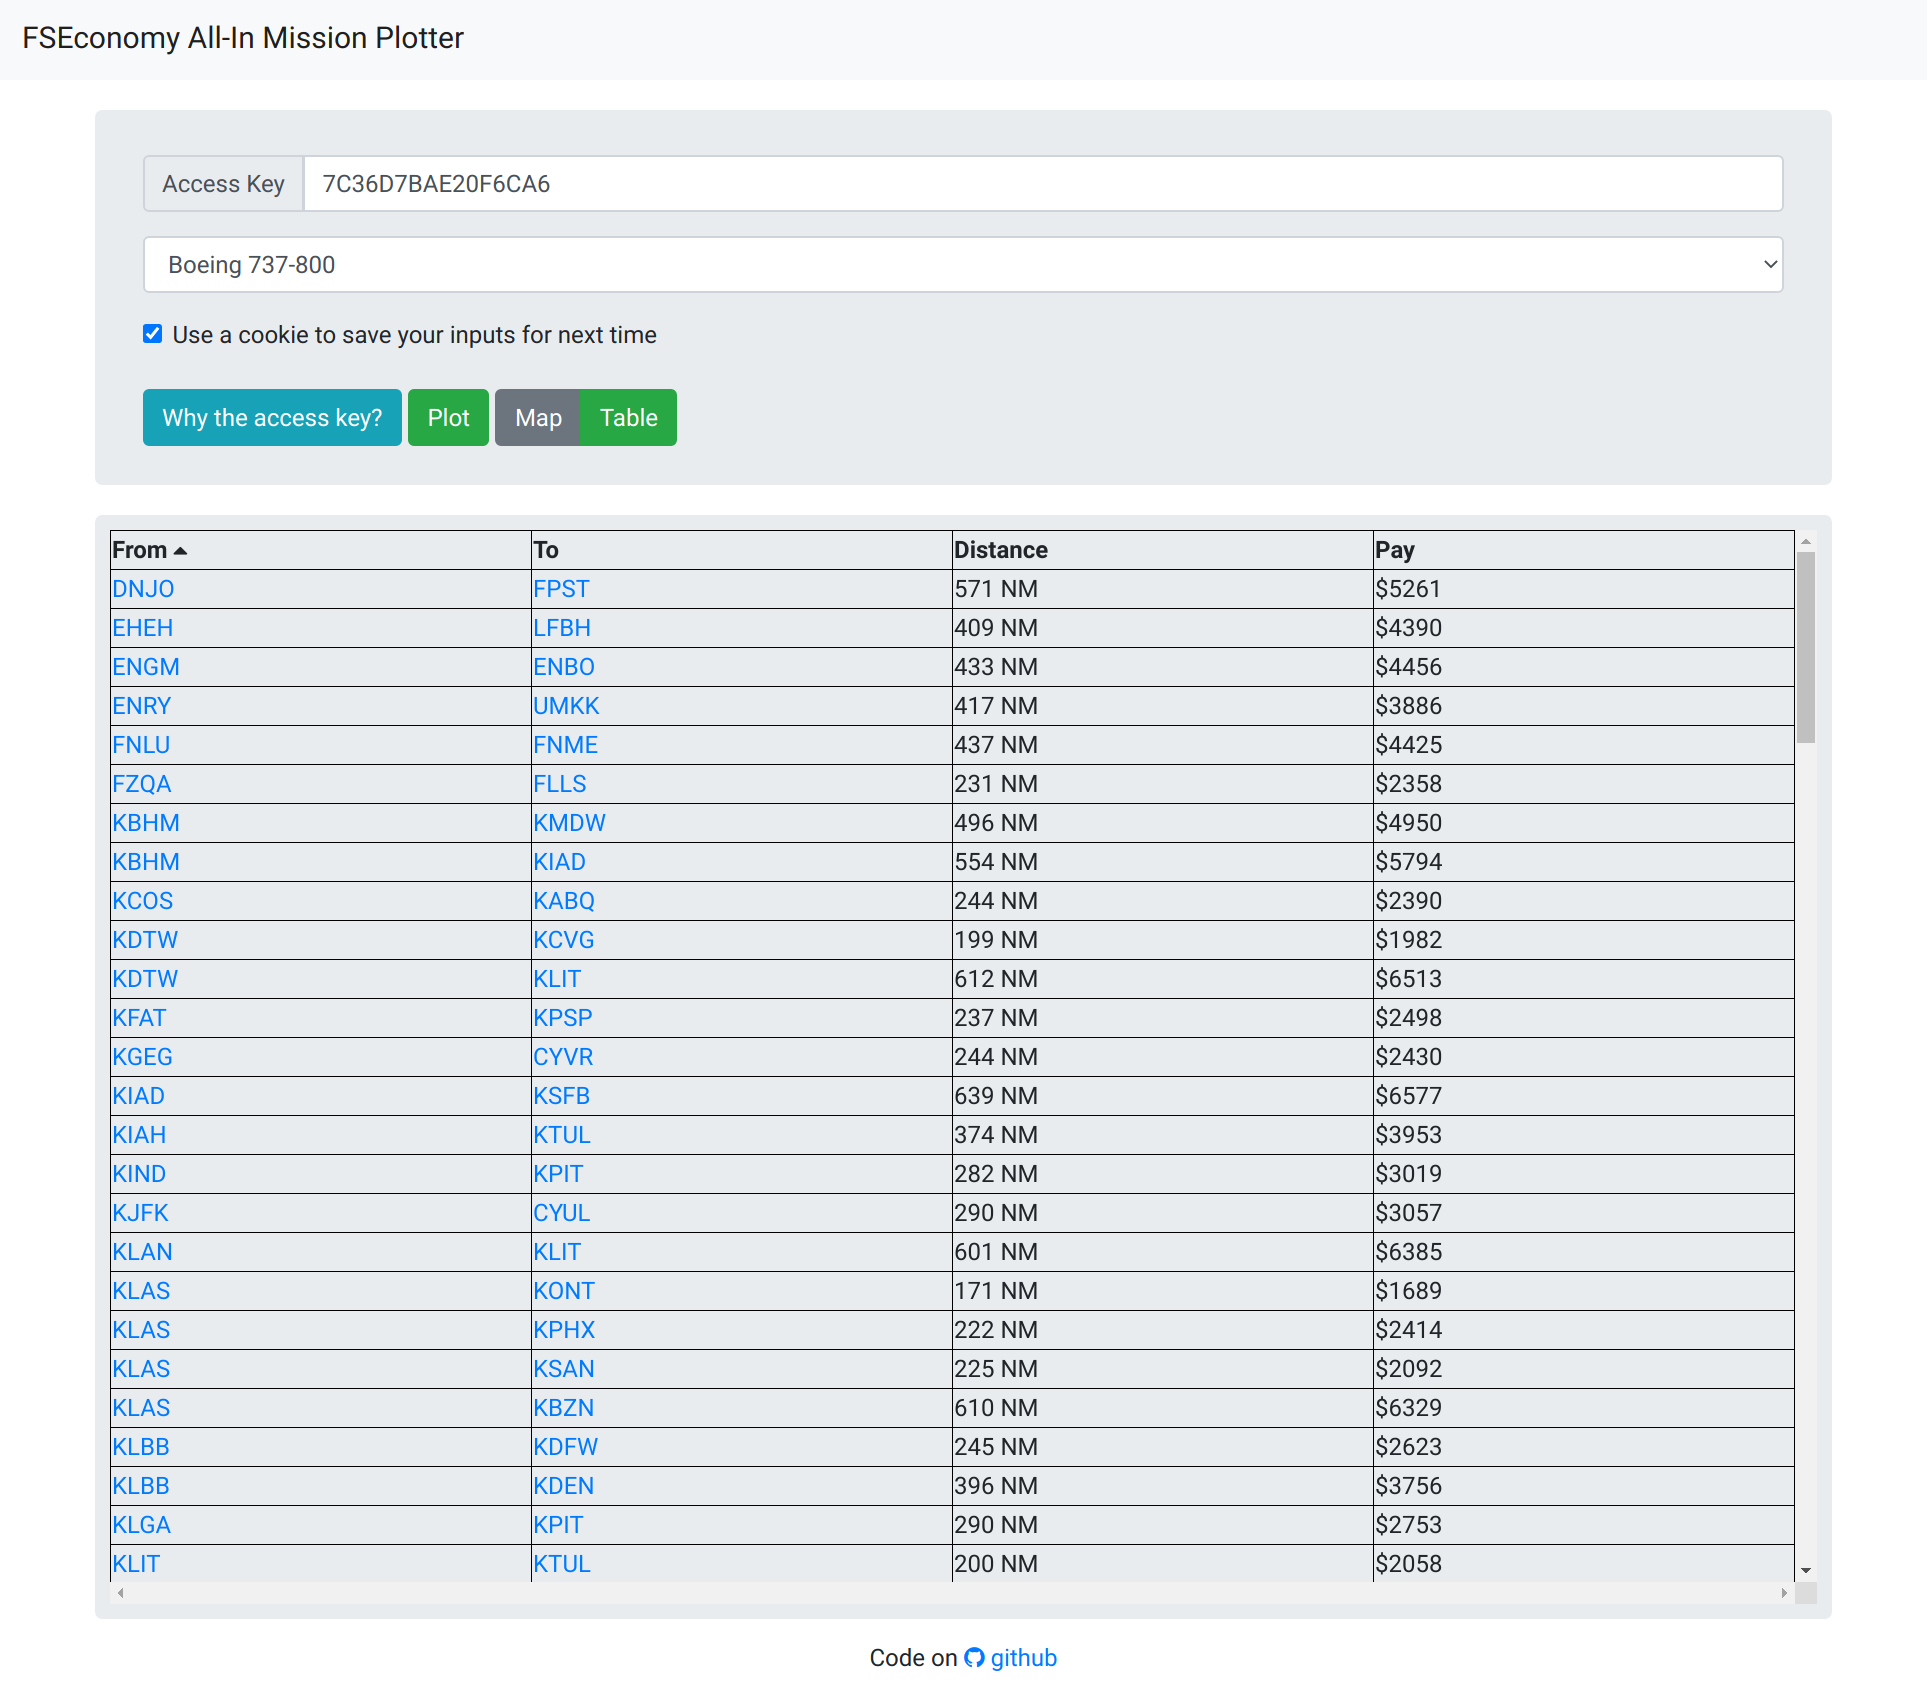 FSEconomy All-In Mission Plotter
Access Key 7C36D7BAE20F6CA6
Boeing 737-800
Use a cookie to save your inputs for next time
Why the access key? Plot Map Table
From To Distance Pay
DNJO FPST 571 NM $5261
EHEH LFBH 409 NM $4390
ENGM ENBO 433 NM $4456
ENRY UMKK 417 NM $3886
FNLU FNME 437 NM $4425
FZQA FLLS 231 NM $2358
KBHM KMDW 496 NM $4950
KBHM KIAD 554 NM $5794
KCOS KABQ 244 NM $2390
KDTW KCVG 199 NM $1982
KDTW KLIT 612 NM $6513
KFAT KPSP 237 NM $2498
KGEG CYVR 244 NM $2430
KIAD KSFB 639 NM $6577
KIAH KTUL 374 NM $3953
KIND KPIT 282 NM $3019
KJFK CYUL 290 NM $3057
KLAN KLIT 601 NM $6385
KLAS KONT 171 NM $1689
KLAS KPHX 222 NM $2414
KLAS KSAN 225 NM $2092
KLAS KBZN 610 NM $6329
KLBB KDFW 245 NM $2623
KLBB KDEN 396 NM $3756
KLGA KPIT 290 NM $2753
KLIT KTUL 200 NM $2058
Code on github